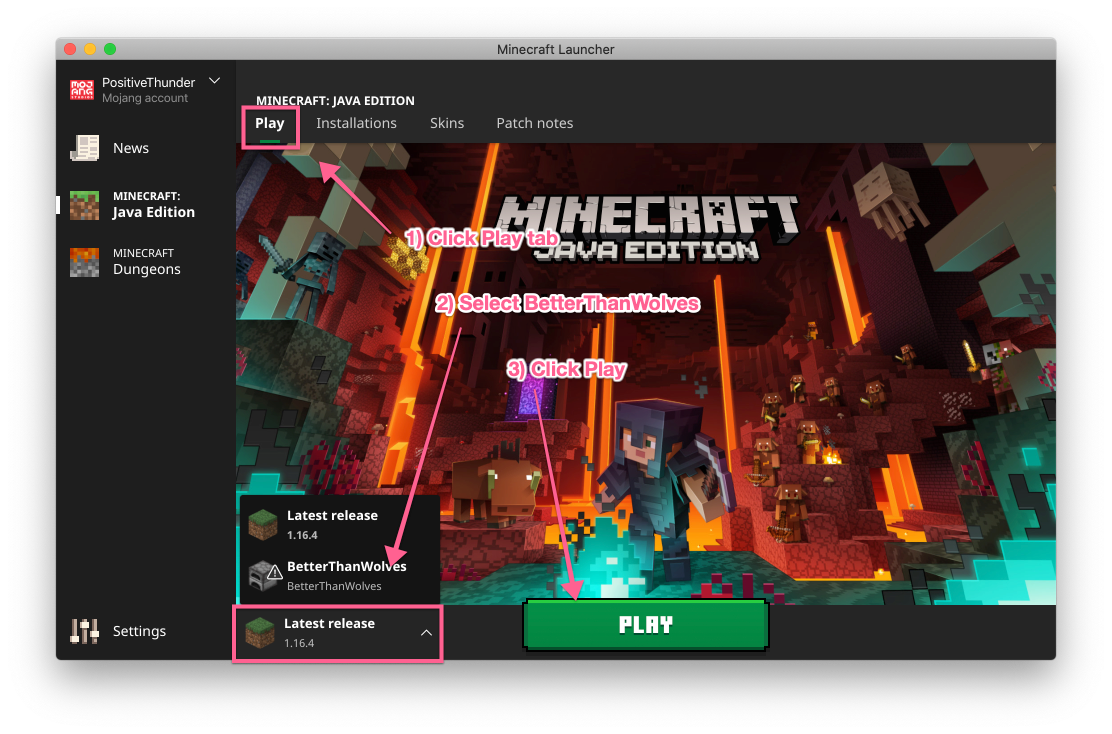 Minecraft Launcher
MOJANG
STUDIOS
PositiveThunder
Mojang account
News
MINECRAFT:
Java Edition
MINECRAFT
Dungeons
Settings
MINECRAFT: JAVA EDITION
Play
Installations
Skins
Patch notes
MINECRAFT
JAVA EDITION
1) Click Play tab
2) Select BetterThanWolves
3) Click Play
Latest release
1.16.4
BetterThanWolves
BetterThanWolves
Latest release
1.16.4
PLAY